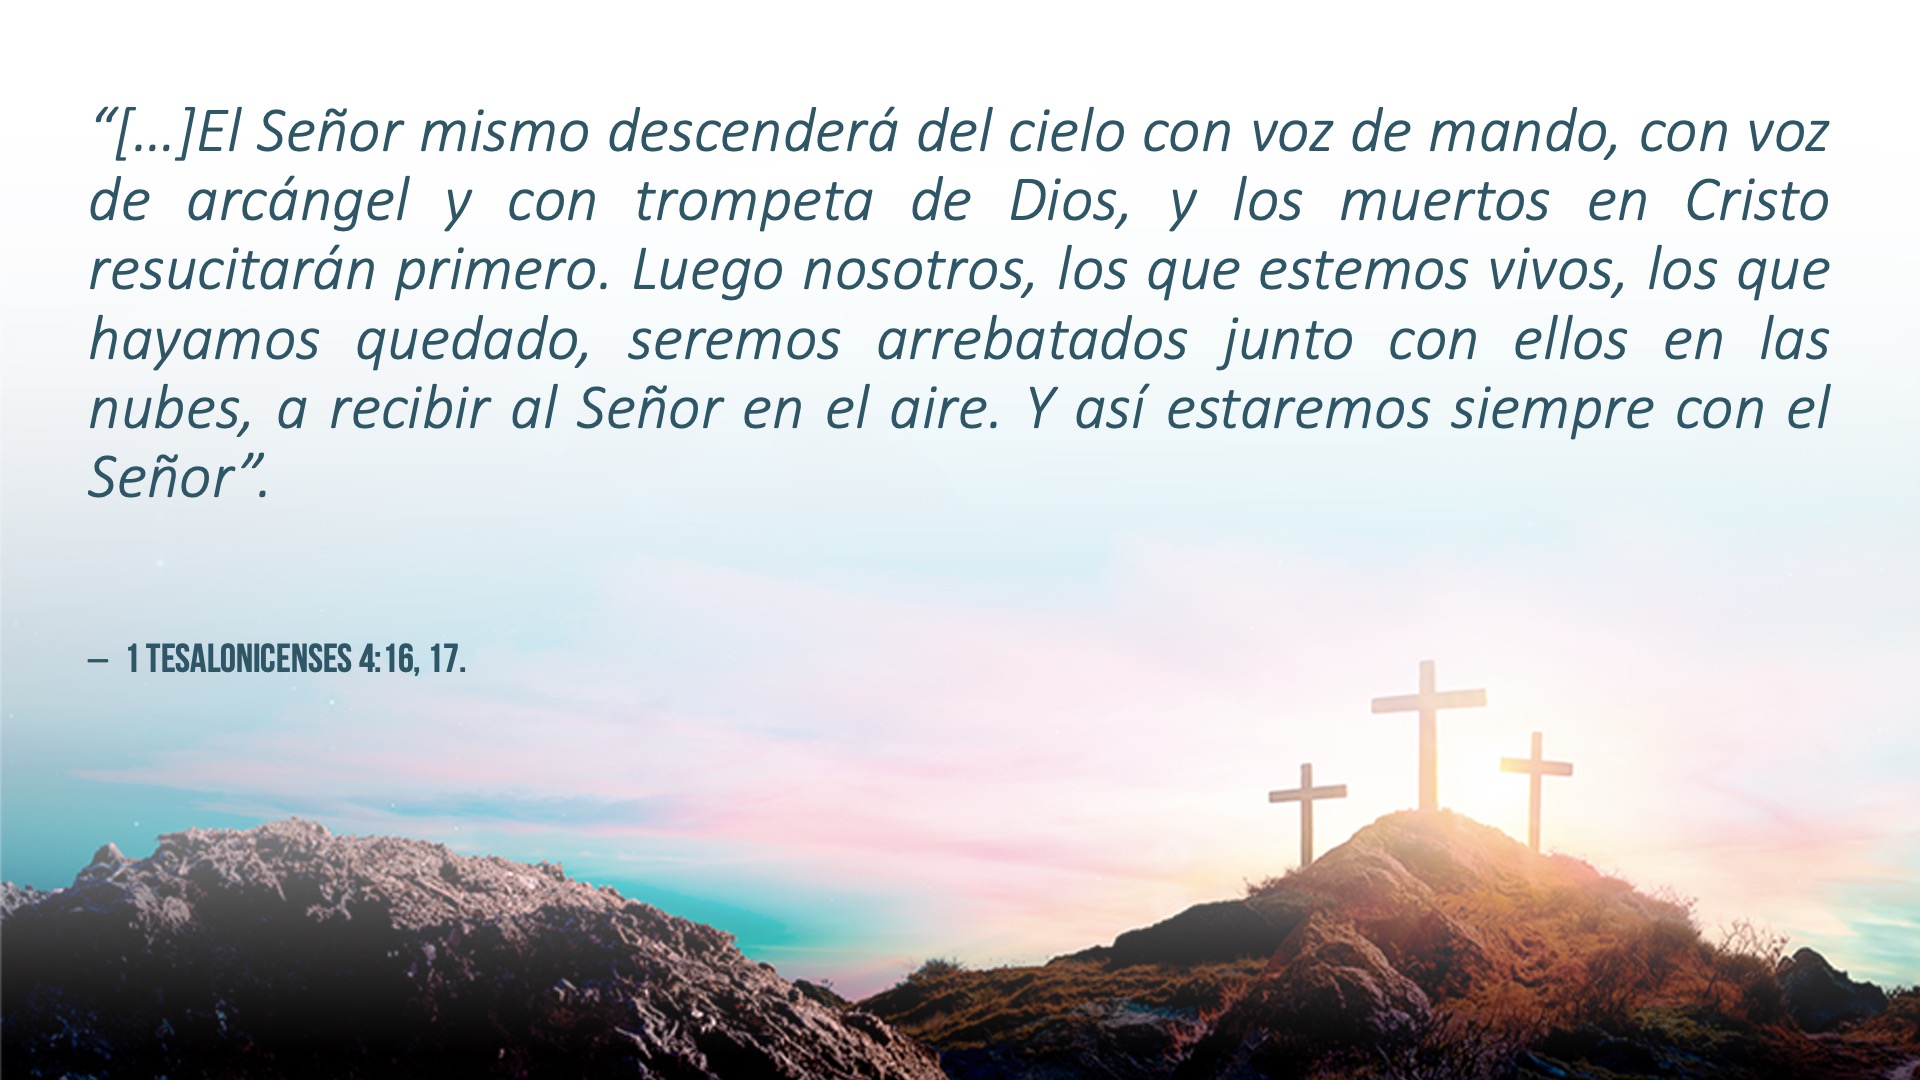 “[…]El Señor mismo descenderá del cielo con voz de mando, con voz
de arcángel y con trompeta de Dios, y los muertos en Cristo
resucitarán primero. Luego nosotros, los que estemos vivos, los que
hayamos quedado, seremos arrebatados junto con ellos en las
nubes, a recibir al Señor en el aire. Y así estaremos siempre con el
Señor”.
– 1 TESALONICENSES 4:16, 17.